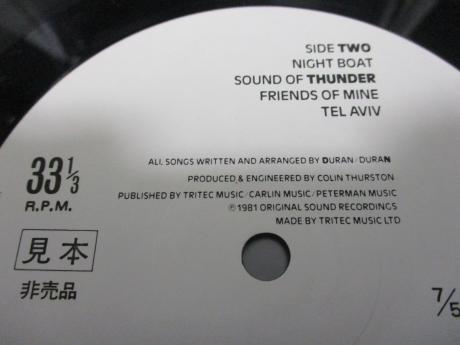 SIDE TWO
NIGHT BOAT
SOUND OF THUNDER
FRIENDS OF MINE
TEL AVIV
ALL SONGS WRITTEN AND ARRANGED BY DURAN/DURAN
PRODUCED & ENGINEERED BY COLIN THURSTON
PUBLISHED BY TRITEC MUSIC/CARLIN MUSIC/PETERMAN MUSIC
℗1981 ORIGINAL SOUND RECORDINGS
MADE BY TRITEC MUSIC LTD
33 1/3
R.P.M.
見本
非売品
7/5